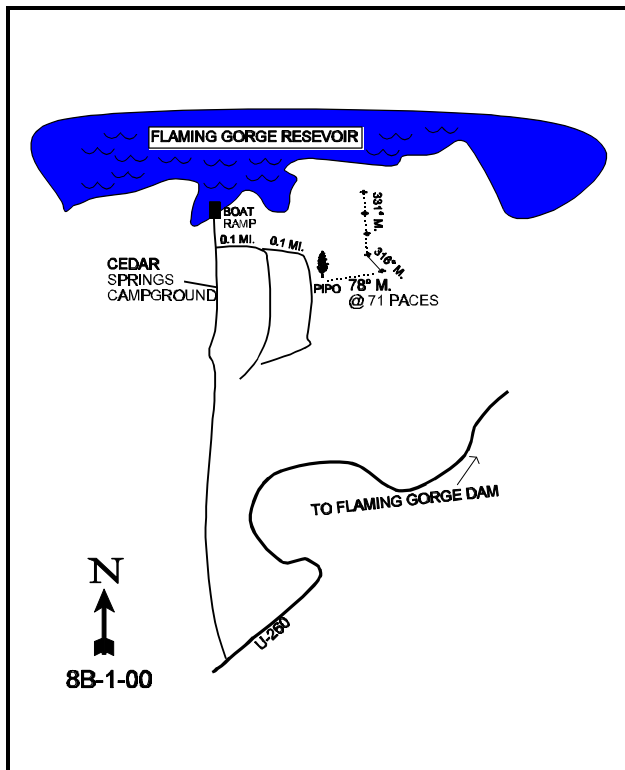 FLAMING GORGE RESEVOIR
BOAT
RAMP
331° M.
0.1 MI.
0.1 MI.
316° M.
CEDAR
SPRINGS
CAMPGROUND
PIPO
78° M.
@ 71 PACES
TO FLAMING GORGE DAM
U-260
N
8B-1-00